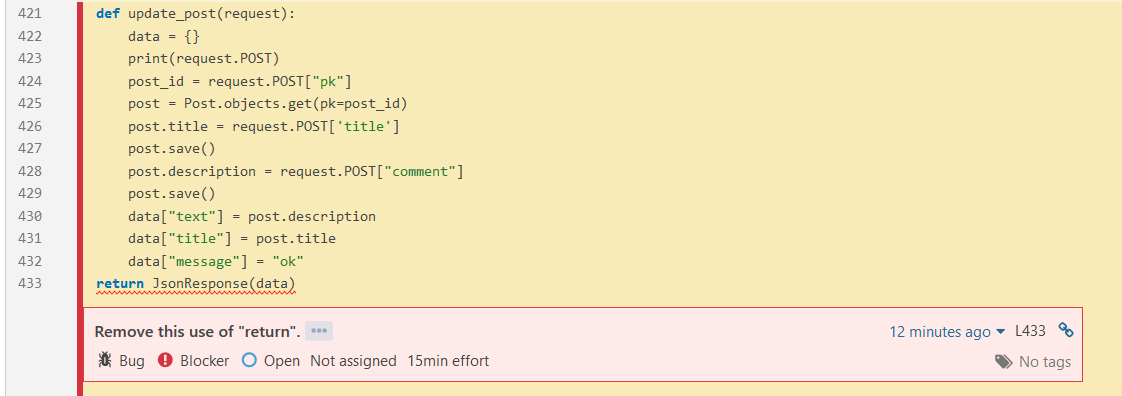 421 def update_post(request):
422     data = {}
423     print(request.POST)
424     post_id = request.POST["pk"]
425     post = Post.objects.get(pk=post_id)
426     post.title = request.POST['title']
427     post.save()
428     post.description = request.POST["comment"]
429     post.save()
430     data["text"] = post.description
431     data["title"] = post.title
432     data["message"] = "ok"
433 return JsonResponse(data)
Remove this use of "return". ••• 12 minutes ago L433
Bug Blocker Open Not assigned 15min effort No tags